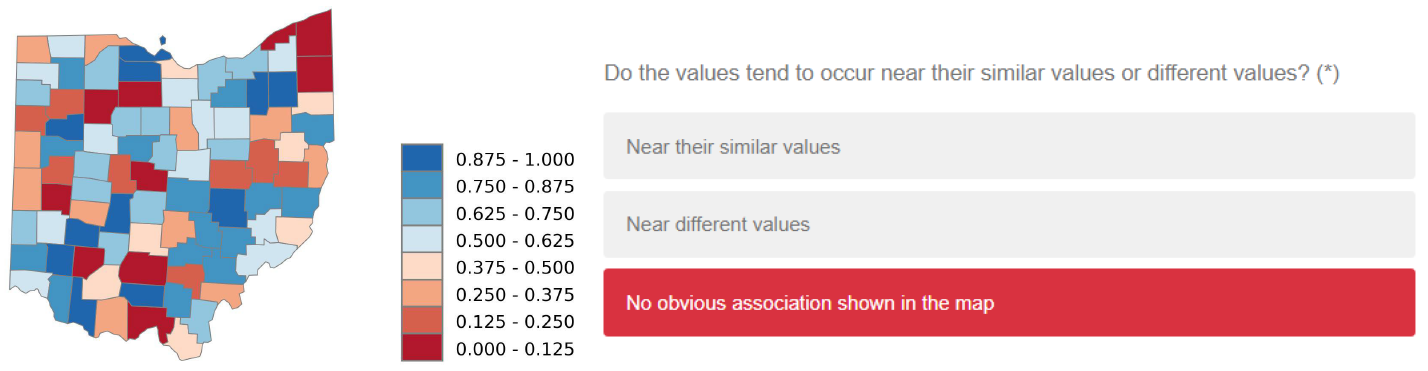 0.875 - 1.000
0.750 - 0.875
0.625 - 0.750
0.500 - 0.625
0.375 - 0.500
0.250 - 0.375
0.125 - 0.250
0.000 - 0.125
Do the values tend to occur near their similar values or different values? (*)
Near their similar values
Near different values
No obvious association shown in the map